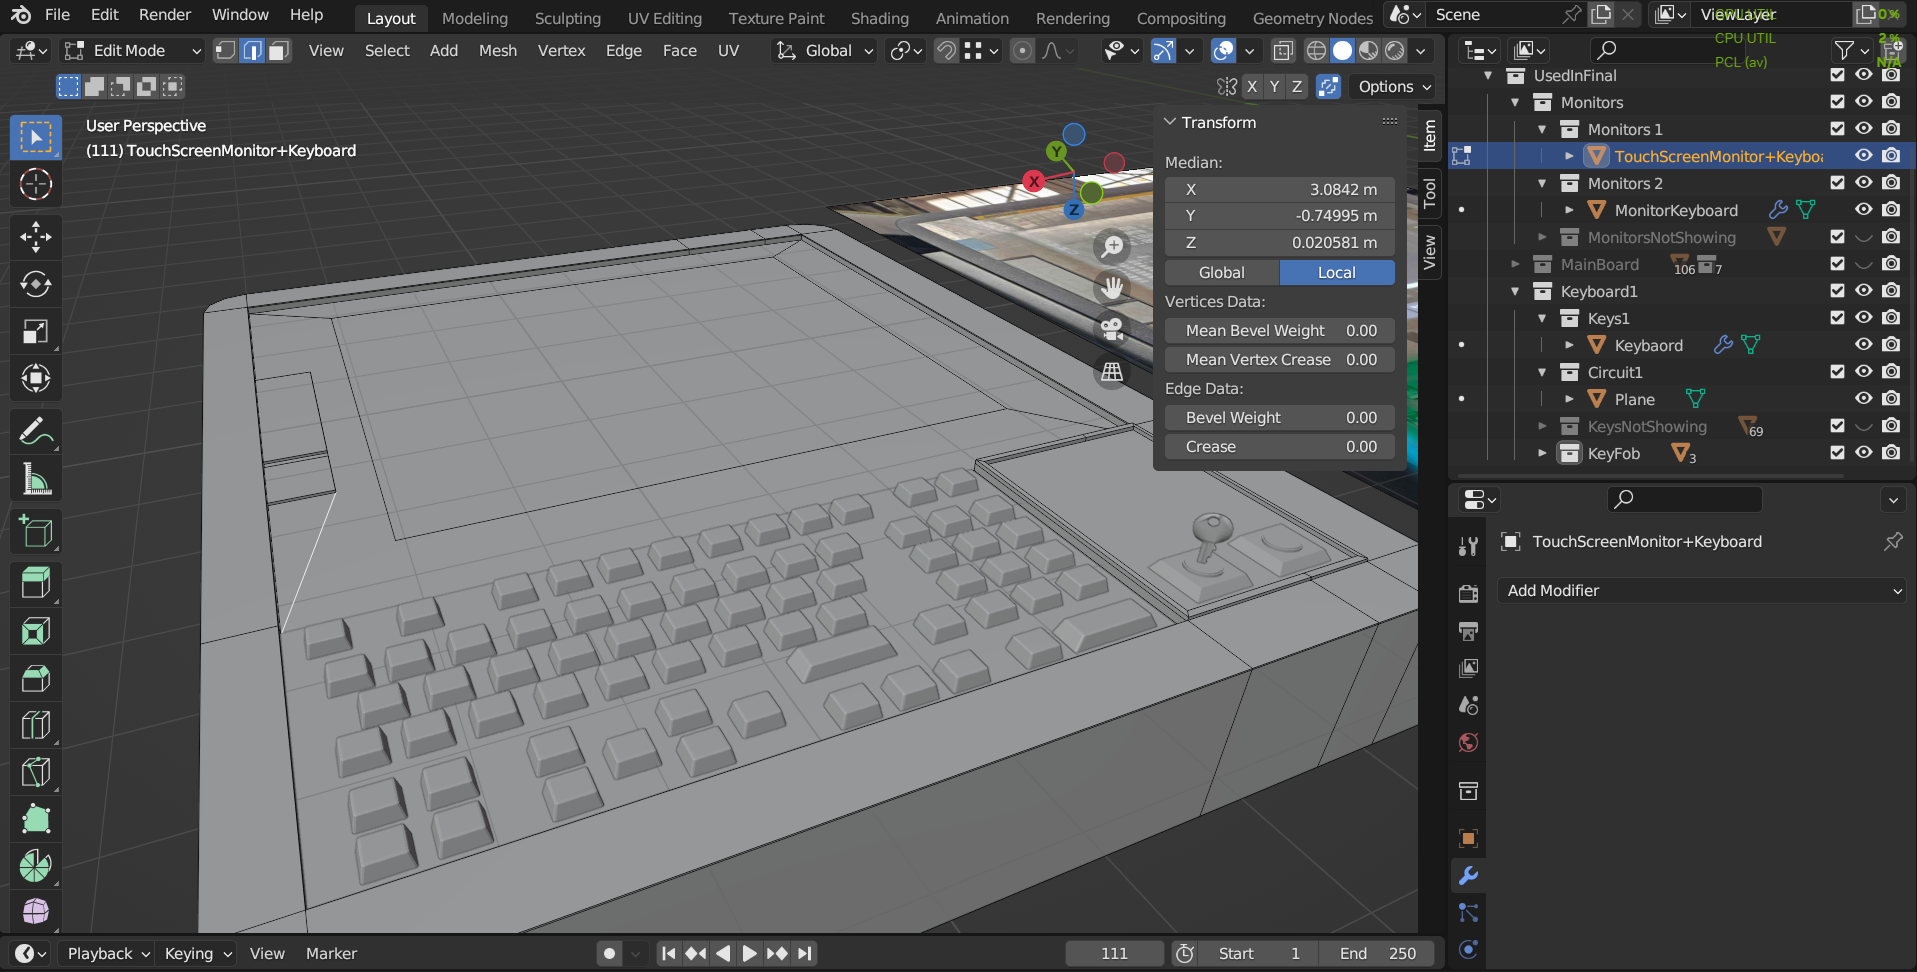 File Edit Render Window Help Layout Modeling Sculpting UV Editing Texture Paint Shading Animation Rendering Compositing Geometry Nodes Scene ViewLayer
0%
CPU UTIL 2%
PCL (av) N/A
Edit Mode View Select Add Mesh Vertex Edge Face UV Global
X Y Z Options
User Perspective
(111) TouchScreenMonitor+Keyboard
Y
X
Z
Transform
Median:
X 3.0842 m
Y -0.74995 m
Z 0.020581 m
Global Local
Vertices Data:
Mean Bevel Weight 0.00
Mean Vertex Crease 0.00
Edge Data:
Bevel Weight 0.00
Crease 0.00
Item
Tool
View
UsedInFinal
Monitors
Monitors 1
TouchScreenMonitor+Keyboa
Monitors 2
MonitorKeyboard
MonitorsNotShowing
MainBoard 106 7
Keyboard1
Keys1
Keybaord
Circuit1
Plane
KeysNotShowing 69
KeyFob 3
TouchScreenMonitor+Keyboard
Add Modifier
Playback Keying View Marker 111 Start 1 End 250